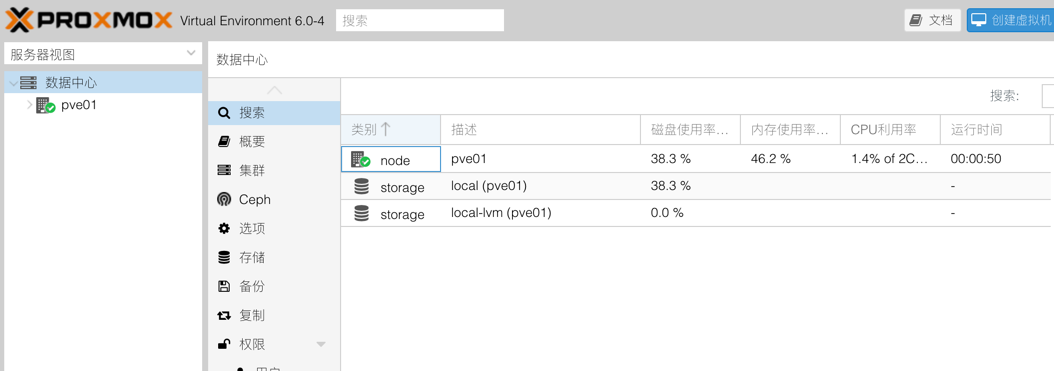 PROXMOX Virtual Environment 6.0-4 搜索 文档 创建虚拟机
服务器视图
数据中心
pve01
数据中心
搜索
概要
集群
Ceph
选项
存储
备份
复制
权限
搜索:
类别 描述 磁盘使用率... 内存使用率... CPU利用率 运行时间
node pve01 38.3 % 46.2 % 1.4% of 2C... 00:00:50
storage local (pve01) 38.3 % -
storage local-lvm (pve01) 0.0 % -